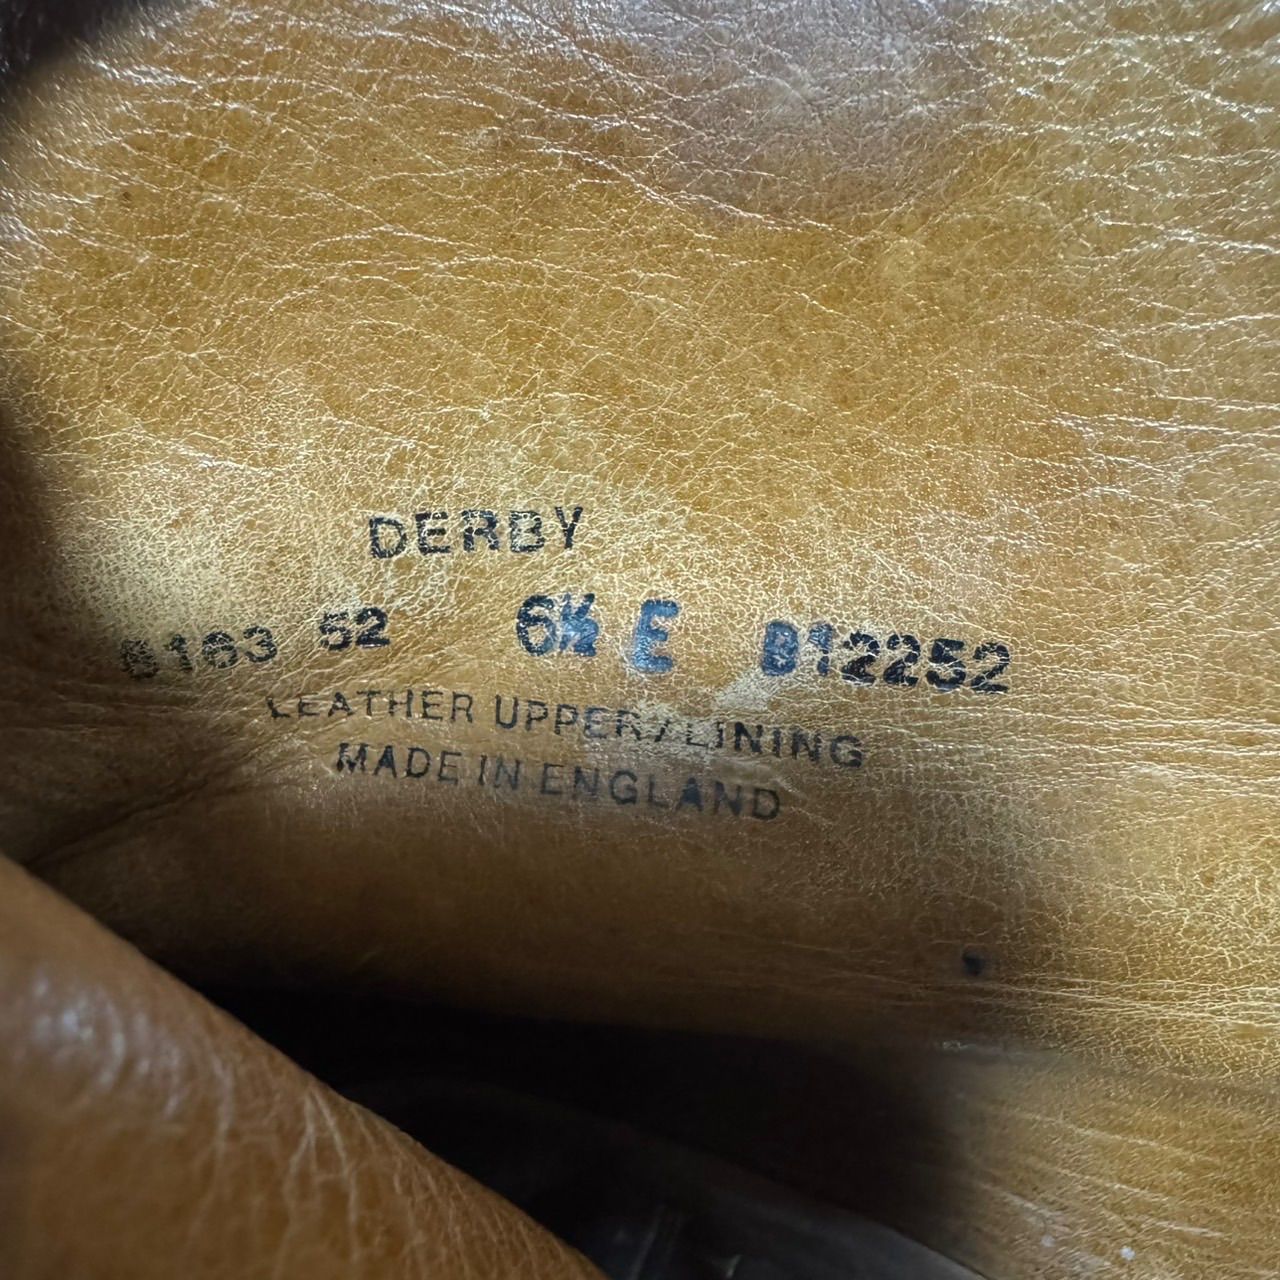 DERBY
8163 52 6½ E 812252
LEATHER UPPER/LINING
MADE IN ENGLAND